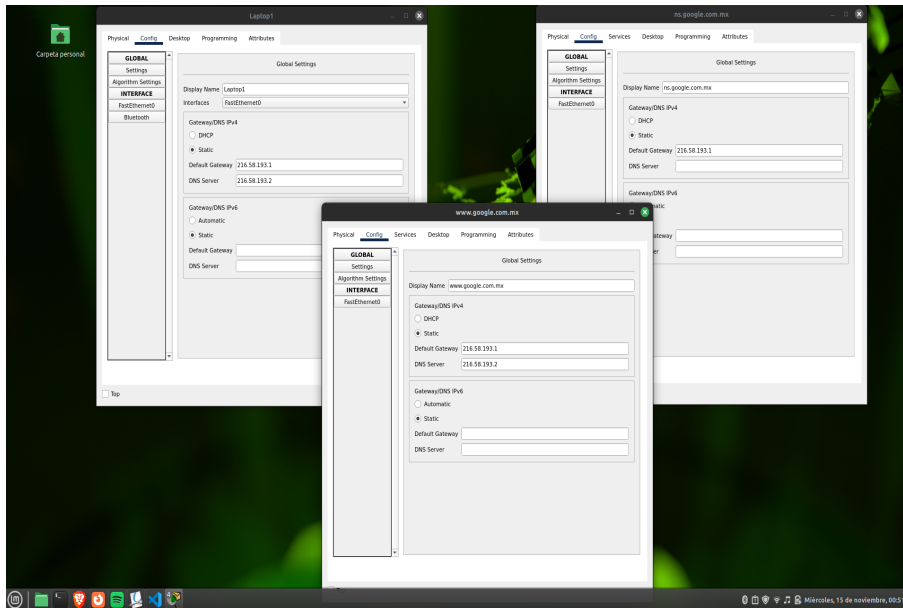 Carpeta personal
Laptop1
Physical Config Desktop Programming Attributes
GLOBAL
Settings
Algorithm Settings
INTERFACE
FastEthernet0
Bluetooth
Global Settings
Display Name Laptop1
Interfaces FastEthernet0
Gateway/DNS IPv4
DHCP
Static
Default Gateway 216.58.193.1
DNS Server 216.58.193.2
Gateway/DNS IPv6
Automatic
Static
Default Gateway
DNS Server
Top
ns.google.com.mx
Physical Config Services Desktop Programming Attributes
GLOBAL
Settings
Algorithm Settings
INTERFACE
FastEthernet0
Global Settings
Display Name ns.google.com.mx
Gateway/DNS IPv4
DHCP
Static
Default Gateway 216.58.193.1
DNS Server
Gateway/DNS IPv6
matic
ateway
er
www.google.com.mx
Physical Config Services Desktop Programming Attributes
GLOBAL
Settings
Algorithm Settings
INTERFACE
FastEthernet0
Global Settings
Display Name www.google.com.mx
Gateway/DNS IPv4
DHCP
Static
Default Gateway 216.58.193.1
DNS Server 216.58.193.2
Gateway/DNS IPv6
Automatic
Static
Default Gateway
DNS Server
Miércoles, 15 de noviembre, 00:5